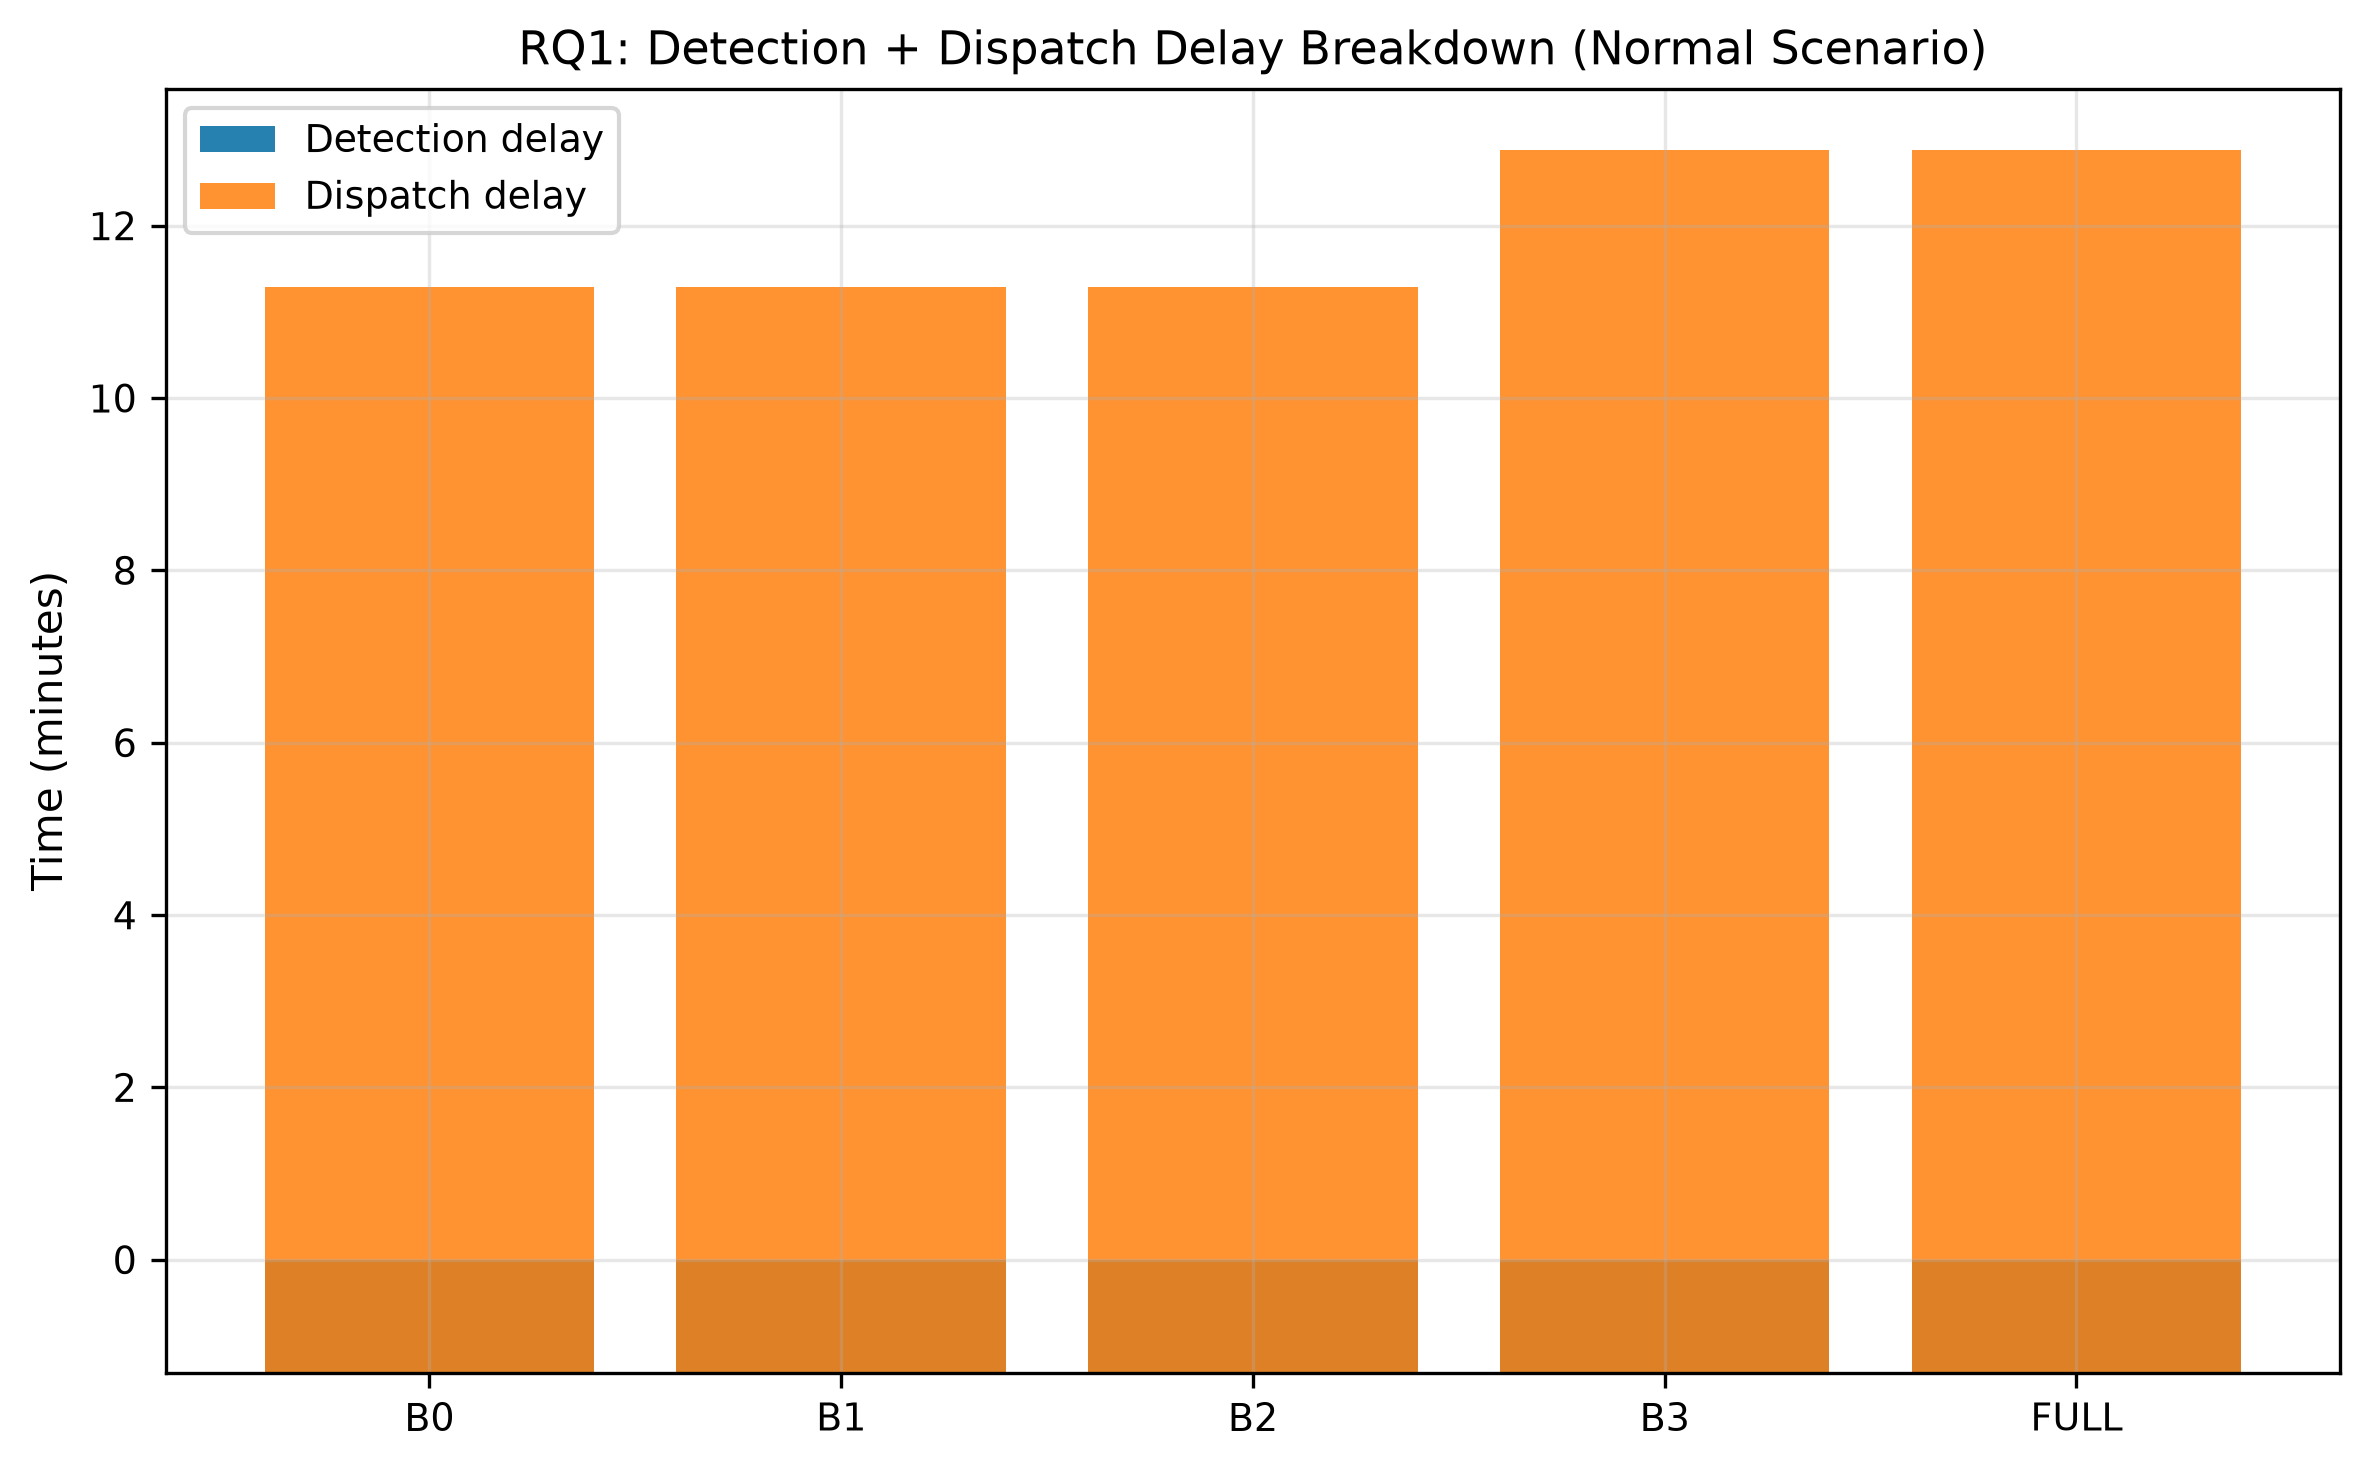 RQ1: Detection + Dispatch Delay Breakdown (Normal Scenario)
Detection delay
Dispatch delay
Time (minutes)
12
10
8
6
4
2
0
B0 B1 B2 B3 FULL